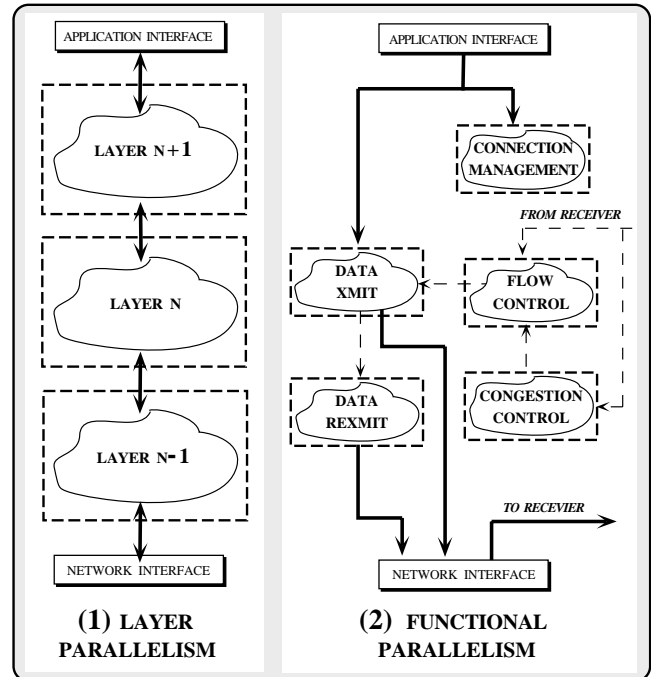 APPLICATION INTERFACE
LAYER N+1
LAYER N
LAYER N-1
NETWORK INTERFACE
(1) LAYER
PARALLELISM
APPLICATION INTERFACE
CONNECTION
MANAGEMENT
FROM RECEIVER
DATA
XMIT
FLOW
CONTROL
DATA
REXMIT
CONGESTION
CONTROL
TO RECEVIER
NETWORK INTERFACE
(2) FUNCTIONAL
PARALLELISM